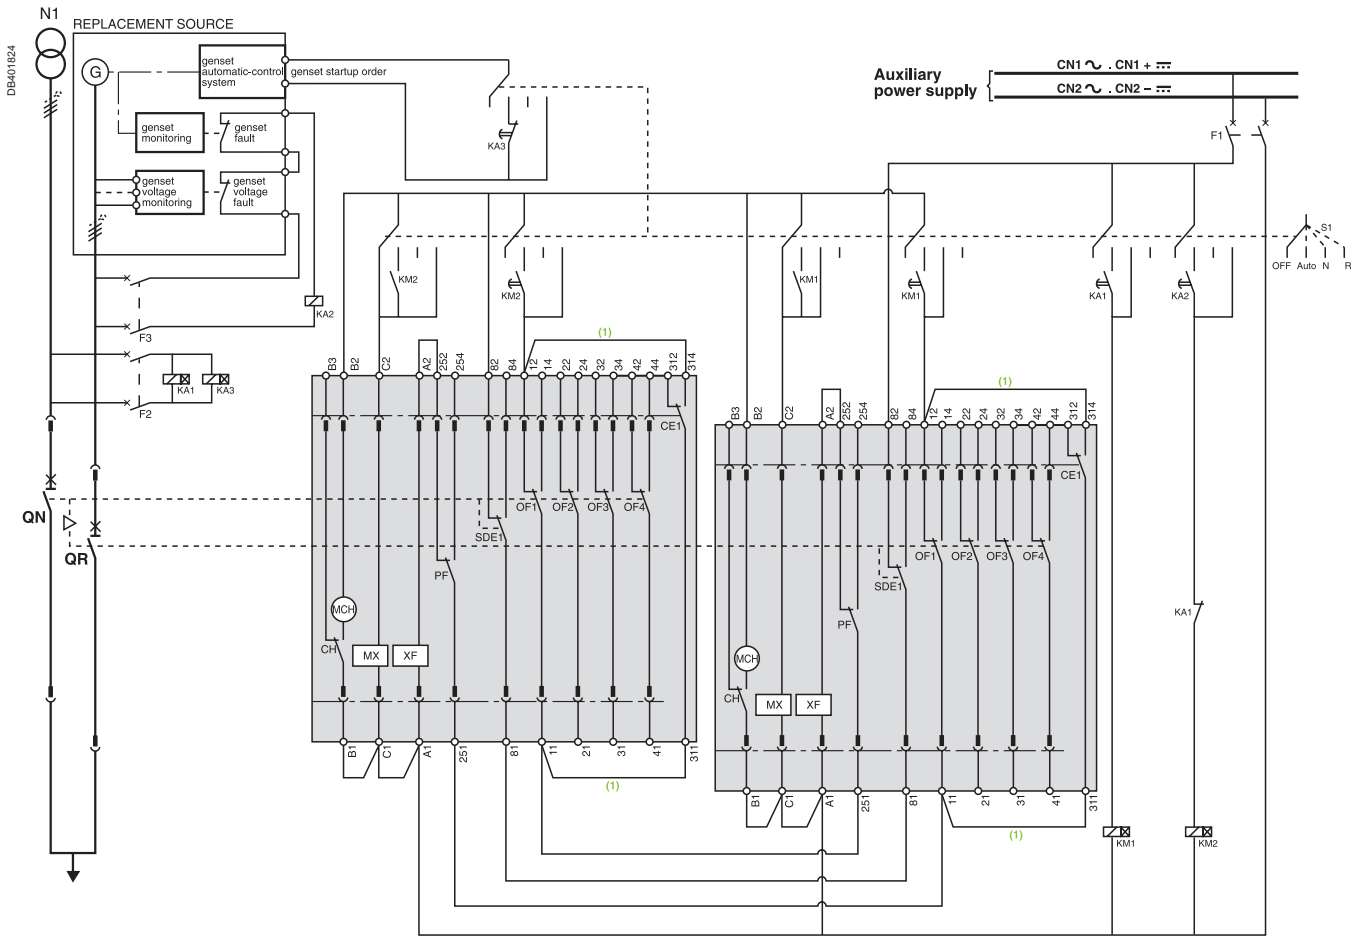 N1
REPLACEMENT SOURCE
DB401824
G
genset
automatic-control
system
genset startup order
genset
monitoring
genset
fault
genset
voltage
monitoring
genset
voltage
fault
KA3
Auxiliary
power supply
CN1 . CN1 +
CN2 . CN2 –
F1
S1
OFF Auto N R
KM2
KM2
KM1
KM1
KA1
KA2
KA2
F3
KA1
KA3
F2
(1)
B3 B2 C2 A2 252 254 82 84 12 14 22 24 32 34 42 44 312 314
CE1
(1)
B3 B2 C2 A2 252 254 82 84 12 14 22 24 32 34 42 44 312 314
CE1
QN
QR
OF1 OF2 OF3 OF4
SDE1
PF
MCH
CH
MX
XF
OF1 OF2 OF3 OF4
SDE1
PF
MCH
CH
MX
XF
KA1
B1 C1 A1 251 81 11 21 31 41 311
(1)
B1 C1 A1 251 81 11 21 31 41 311
(1)
KM1
KM2